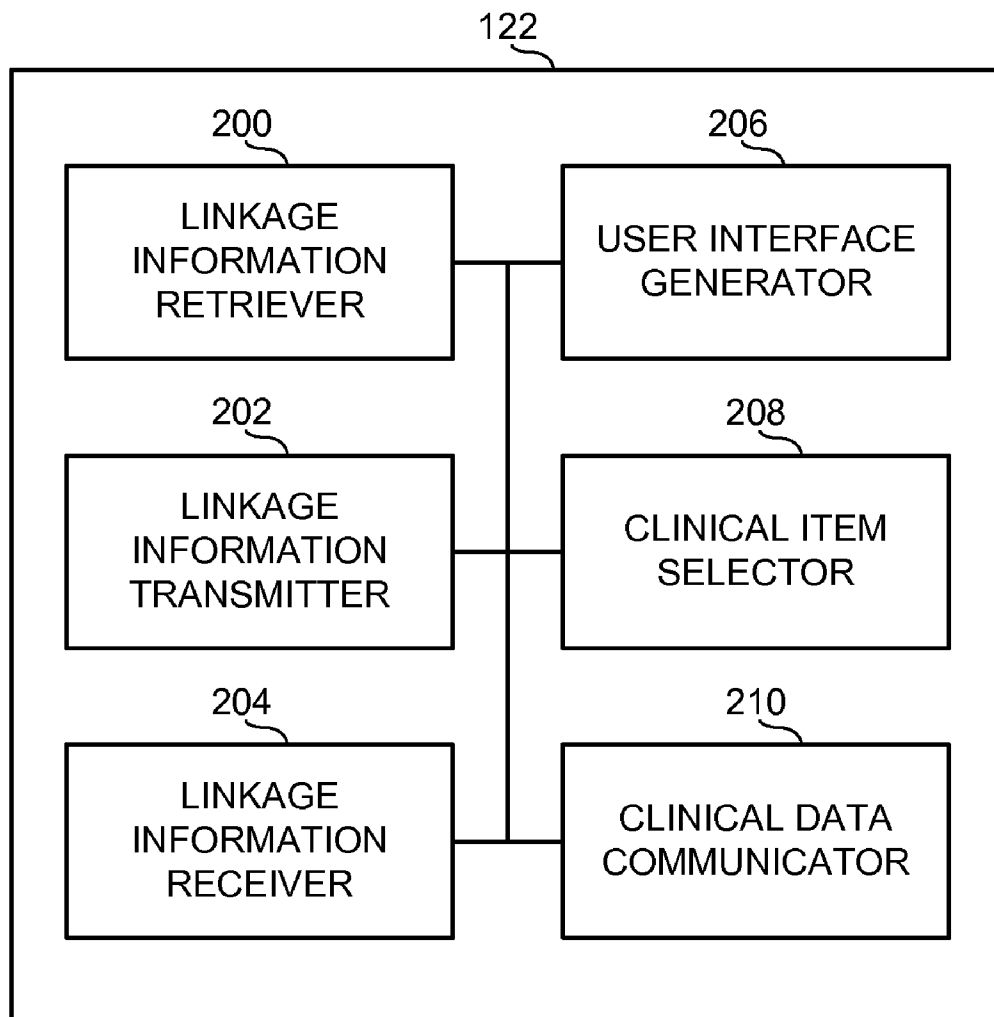 122
200
LINKAGE
INFORMATION
RETRIEVER
206
USER INTERFACE
GENERATOR
202
LINKAGE
INFORMATION
TRANSMITTER
208
CLINICAL ITEM
SELECTOR
204
LINKAGE
INFORMATION
RECEIVER
210
CLINICAL DATA
COMMUNICATOR